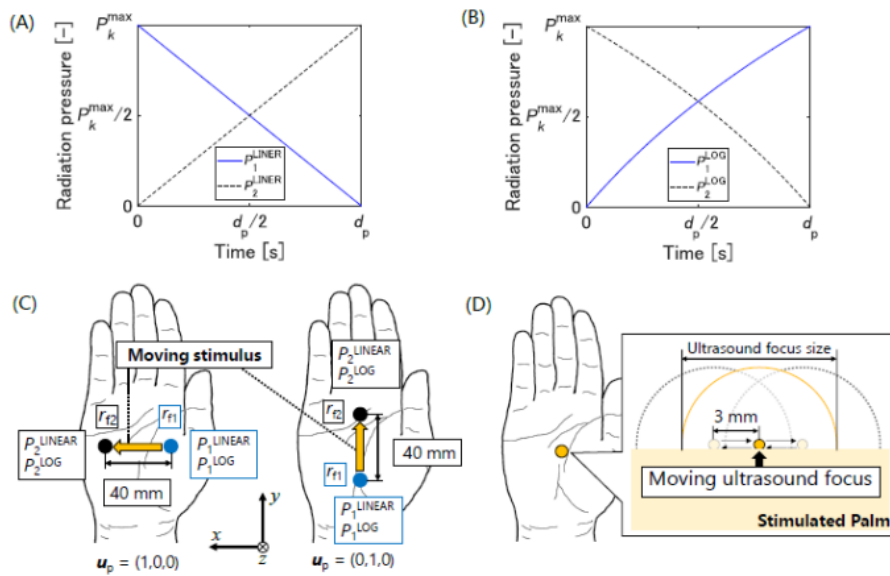 (A)
Radiation pressure [-]
P_k^max
P_k^max/2
0
P_1^LINER
P_2^LINER
0
d_p/2
d_p
Time [s]
(B)
Radiation pressure [-]
P_k^max
P_k^max/2
0
P_1^LOG
P_2^LOG
0
d_p/2
d_p
Time [s]
(C)
Moving stimulus
r_f2
r_f1
P_2^LINEAR
P_2^LOG
P_1^LINEAR
P_1^LOG
40 mm
x
y
z
u_p = (1,0,0)
P_2^LINEAR
P_2^LOG
r_f2
40 mm
r_f1
P_1^LINEAR
P_1^LOG
u_p = (0,1,0)
(D)
Ultrasound focus size
3 mm
Moving ultrasound focus
Stimulated Palm